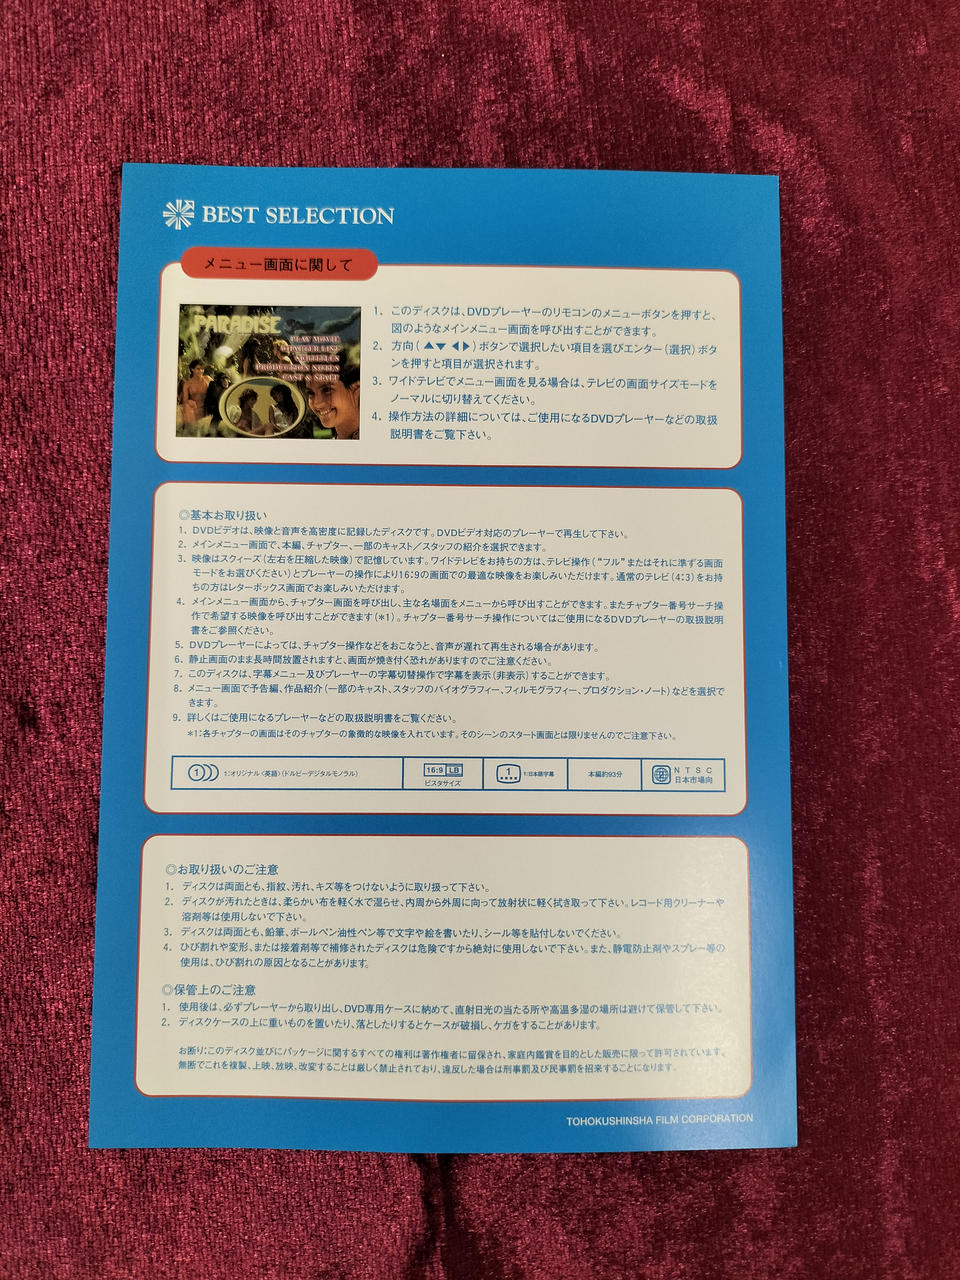 BEST SELECTION
メニュー画面に関して
PARADISE
PLAY MOVIE
CHAPTER LIST
SUBTITLES
PRODUCTION NOTES
CAST & STAFF
1. このディスクは、DVDプレーヤーのリモコンのメニューボタンを押すと、
図のようなメインメニュー画面を呼び出すことができます。
2. 方向(▲▼ ◀▶)ボタンで選択したい項目を選びエンター(選択)ボタ
ンを押すと項目が選択されます。
3. ワイドテレビでメニュー画面を見る場合は、テレビの画面サイズモードを
ノーマルに切り替えてください。
4. 操作方法の詳細については、ご使用になるDVDプレーヤーなどの取扱
説明書をご覧下さい。
◎基本お取り扱い
1. DVDビデオは、映像と音声を高密度に記録したディスクです。DVDビデオ対応のプレーヤーで再生して下さい。
2. メインメニュー画面で、本編、チャプター、一部のキャスト/スタッフの紹介を選択できます。
3. 映像はスクィーズ(左右を圧縮した映像)で記憶しています。ワイドテレビをお持ちの方は、テレビ操作(“フル”またはそれに準ずる画面
モードをお選びください)とプレーヤーの操作により16:9の画面での最適な映像をお楽しみいただけます。通常のテレビ(4:3)をお持
ちの方はレターボックス画面でお楽しみいただけます。
4. メインメニュー画面から、チャプター画面を呼び出し、主な名場面をメニューから呼び出すことができます。またチャプター番号サーチ操
作で希望する映像を呼び出すことができます(*1)。チャプター番号サーチ操作についてはご使用になるDVDプレーヤーの取扱説明
書をご参照ください。
5. DVDプレーヤーによっては、チャプター操作などをおこなうと、音声が遅れて再生される場合があります。
6. 静止画面のまま長時間放置されますと、画面が焼き付く恐れがありますのでご注意ください。
7. このディスクは、字幕メニュー及びプレーヤーの字幕切替操作で字幕を表示(非表示)することができます。
8. メニュー画面で予告編、作品紹介(一部のキャスト、スタッフのバイオグラフィー、フィルモグラフィー、プロダクション・ノート)などを選択で
きます。
9. 詳しくはご使用になるプレーヤーなどの取扱説明書をご覧ください。
*1:各チャプターの画面はそのチャプターの象徴的な映像を入れています。そのシーンのスタート画面とは限りませんのでご注意下さい。
1 1:オリジナル〈英語〉(ドルビーデジタルモノラル)
16:9 LB
ビスタサイズ
1 1:日本語字幕
本編約93分
2 NTSC
日本市場向
◎お取り扱いのご注意
1. ディスクは両面とも、指紋、汚れ、キズ等をつけないように取り扱って下さい。
2. ディスクが汚れたときは、柔らかい布を軽く水で湿らせ、内周から外周に向って放射状に軽く拭き取って下さい。レコード用クリーナーや
溶剤等は使用しないで下さい。
3. ディスクは両面とも、鉛筆、ボールペン油性ペン等で文字や絵を書いたり、シール等を貼付しないでください。
4. ひび割れや変形、または接着剤等で補修されたディスクは危険ですから絶対に使用しないで下さい。また、静電防止剤やスプレー等の
使用は、ひび割れの原因となることがあります。
◎保管上のご注意
1. 使用後は、必ずプレーヤーから取り出し、DVD専用ケースに納めて、直射日光の当たる所や高温多湿の場所は避けて保管して下さい。
2. ディスクケースの上に重いものを置いたり、落としたりするとケースが破損し、ケガをすることがあります。
お断り:このディスク並びにパッケージに関するすべての権利は著作権者に留保され、家庭内鑑賞を目的とした販売に限って許可されています。
無断でこれを複製、上映、放映、改変することは厳しく禁止されており、違反した場合は刑事罰及び民事罰を招来することになります。
TOHOKUSHINSHA FILM CORPORATION